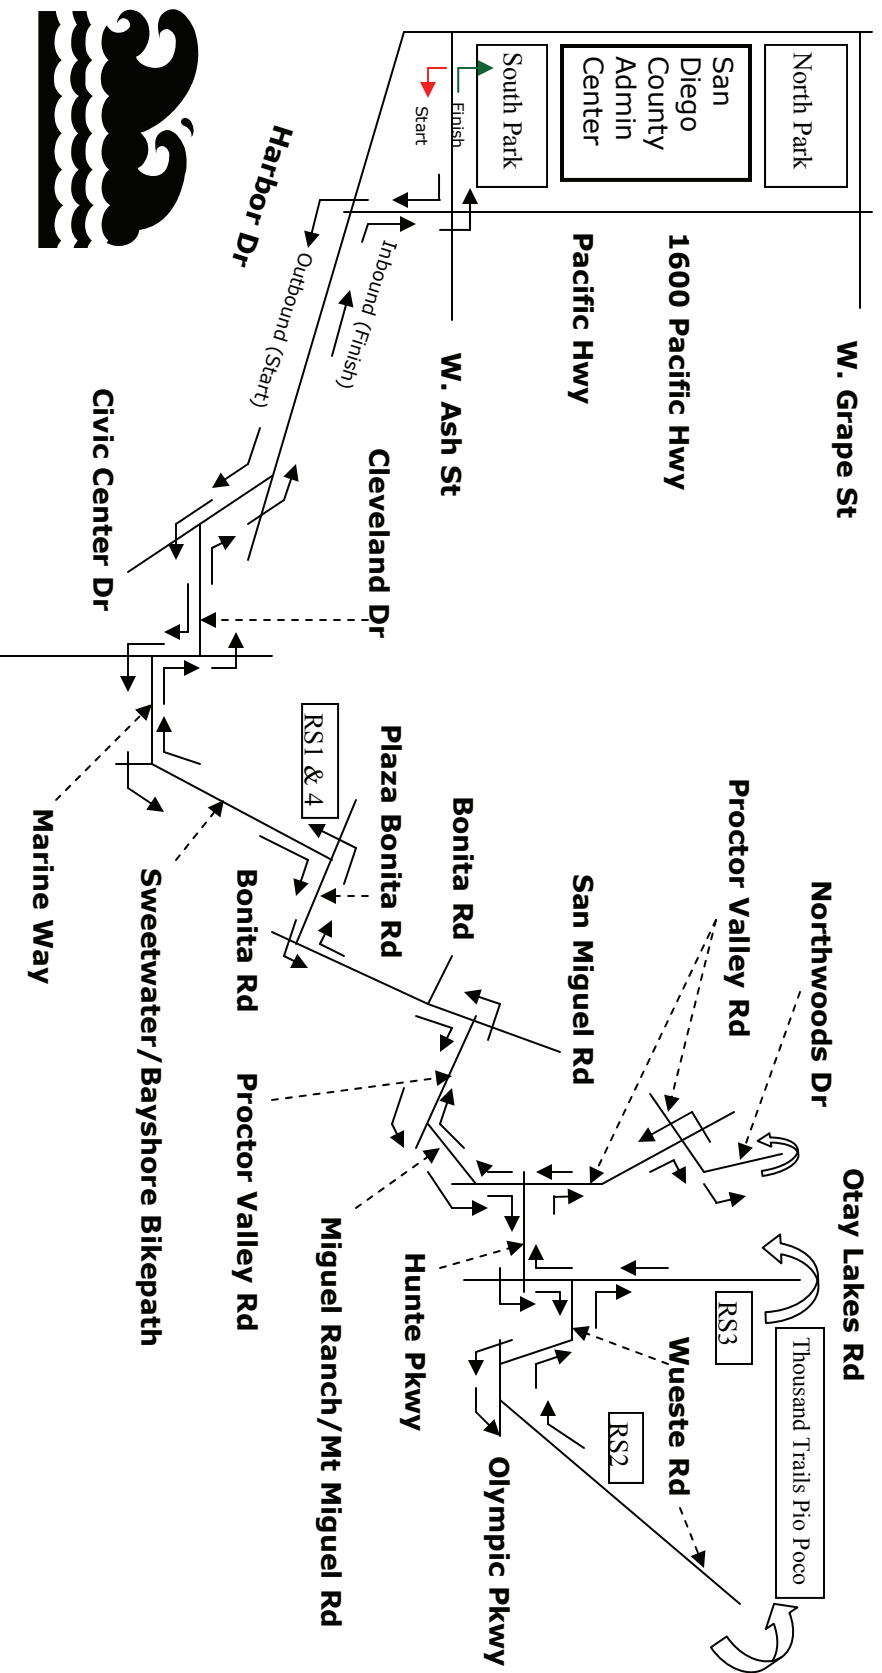 W. Grape St
North Park
San
Diego
County
Admin
Center
South Park
1600 Pacific Hwy
Pacific Hwy
W. Ash St
Finish
Start
Harbor Dr
Inbound (Finish)
Outbound (Start)
Cleveland Dr
Civic Center Dr
Marine Way
RS1 & 4
Plaza Bonita Rd
Bonita Rd
Sweetwater/Bayshore Bikepath
Bonita Rd
San Miguel Rd
Proctor Valley Rd
Northwoods Dr
Proctor Valley Rd
Miguel Ranch/Mt Miguel Rd
Hunte Pkwy
Otay Lakes Rd
RS3
Thousand Trails Pio Poco
Wueste Rd
RS2
Olympic Pkwy